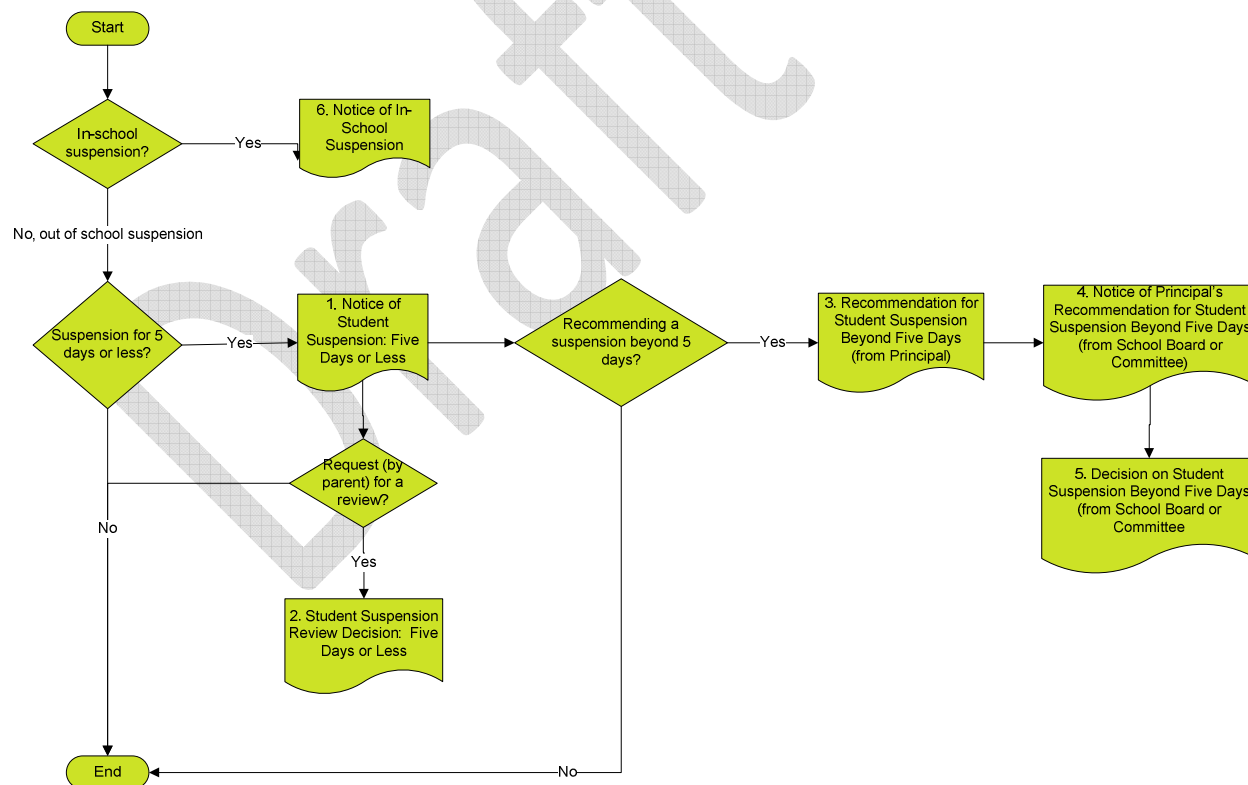 Draft
Start
In-school
suspension?
Yes
6. Notice of In-
School
Suspension
No, out of school suspension
Suspension for 5
days or less?
Yes
1. Notice of
Student
Suspension: Five
Days or Less
Recommending a
suspension beyond 5
days?
Yes
3. Recommendation for
Student Suspension
Beyond Five Days
(from Principal)
4. Notice of Principal's
Recommendation for Student
Suspension Beyond Five Days
(from School Board or
Committee)
Request (by
parent) for a
review?
No
Yes
5. Decision on Student
Suspension Beyond Five Days
(from School Board or
Committee
2. Student Suspension
Review Decision: Five
Days or Less
End
No